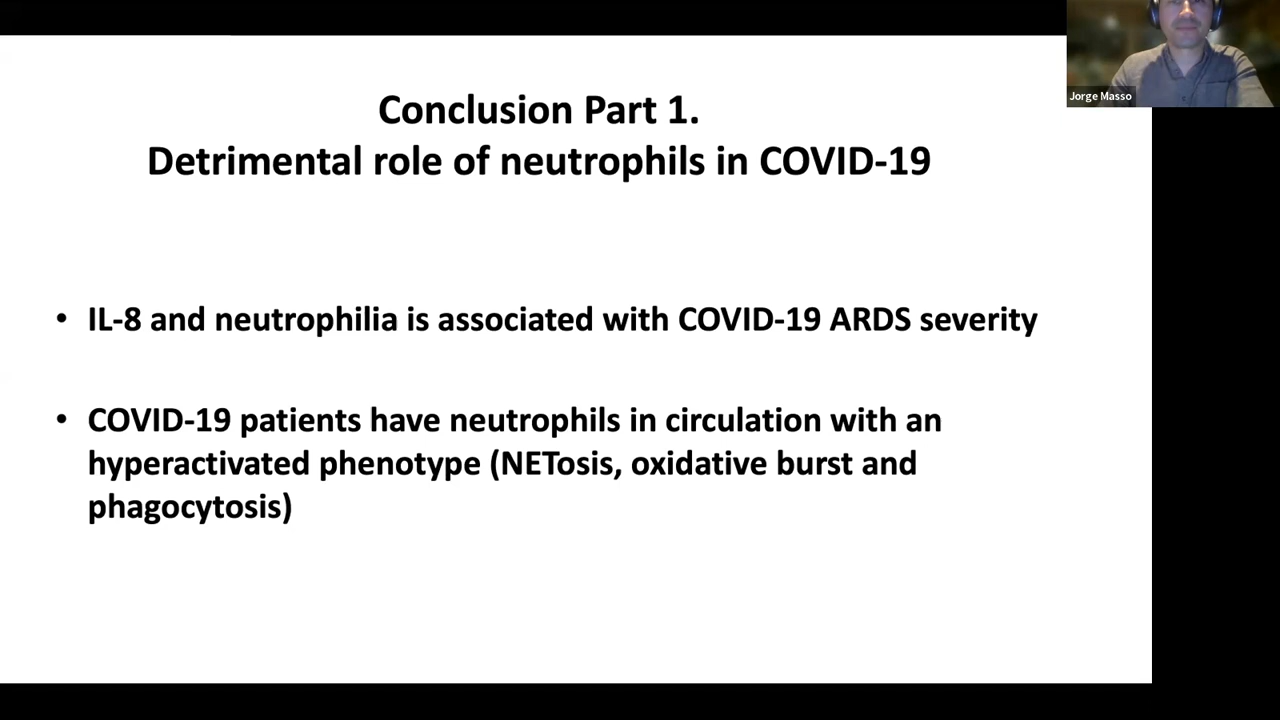 Jorge Masso
Conclusion Part 1.
Detrimental role of neutrophils in COVID-19
• IL-8 and neutrophilia is associated with COVID-19 ARDS severity
• COVID-19 patients have neutrophils in circulation with an
hyperactivated phenotype (NETosis, oxidative burst and
phagocytosis)